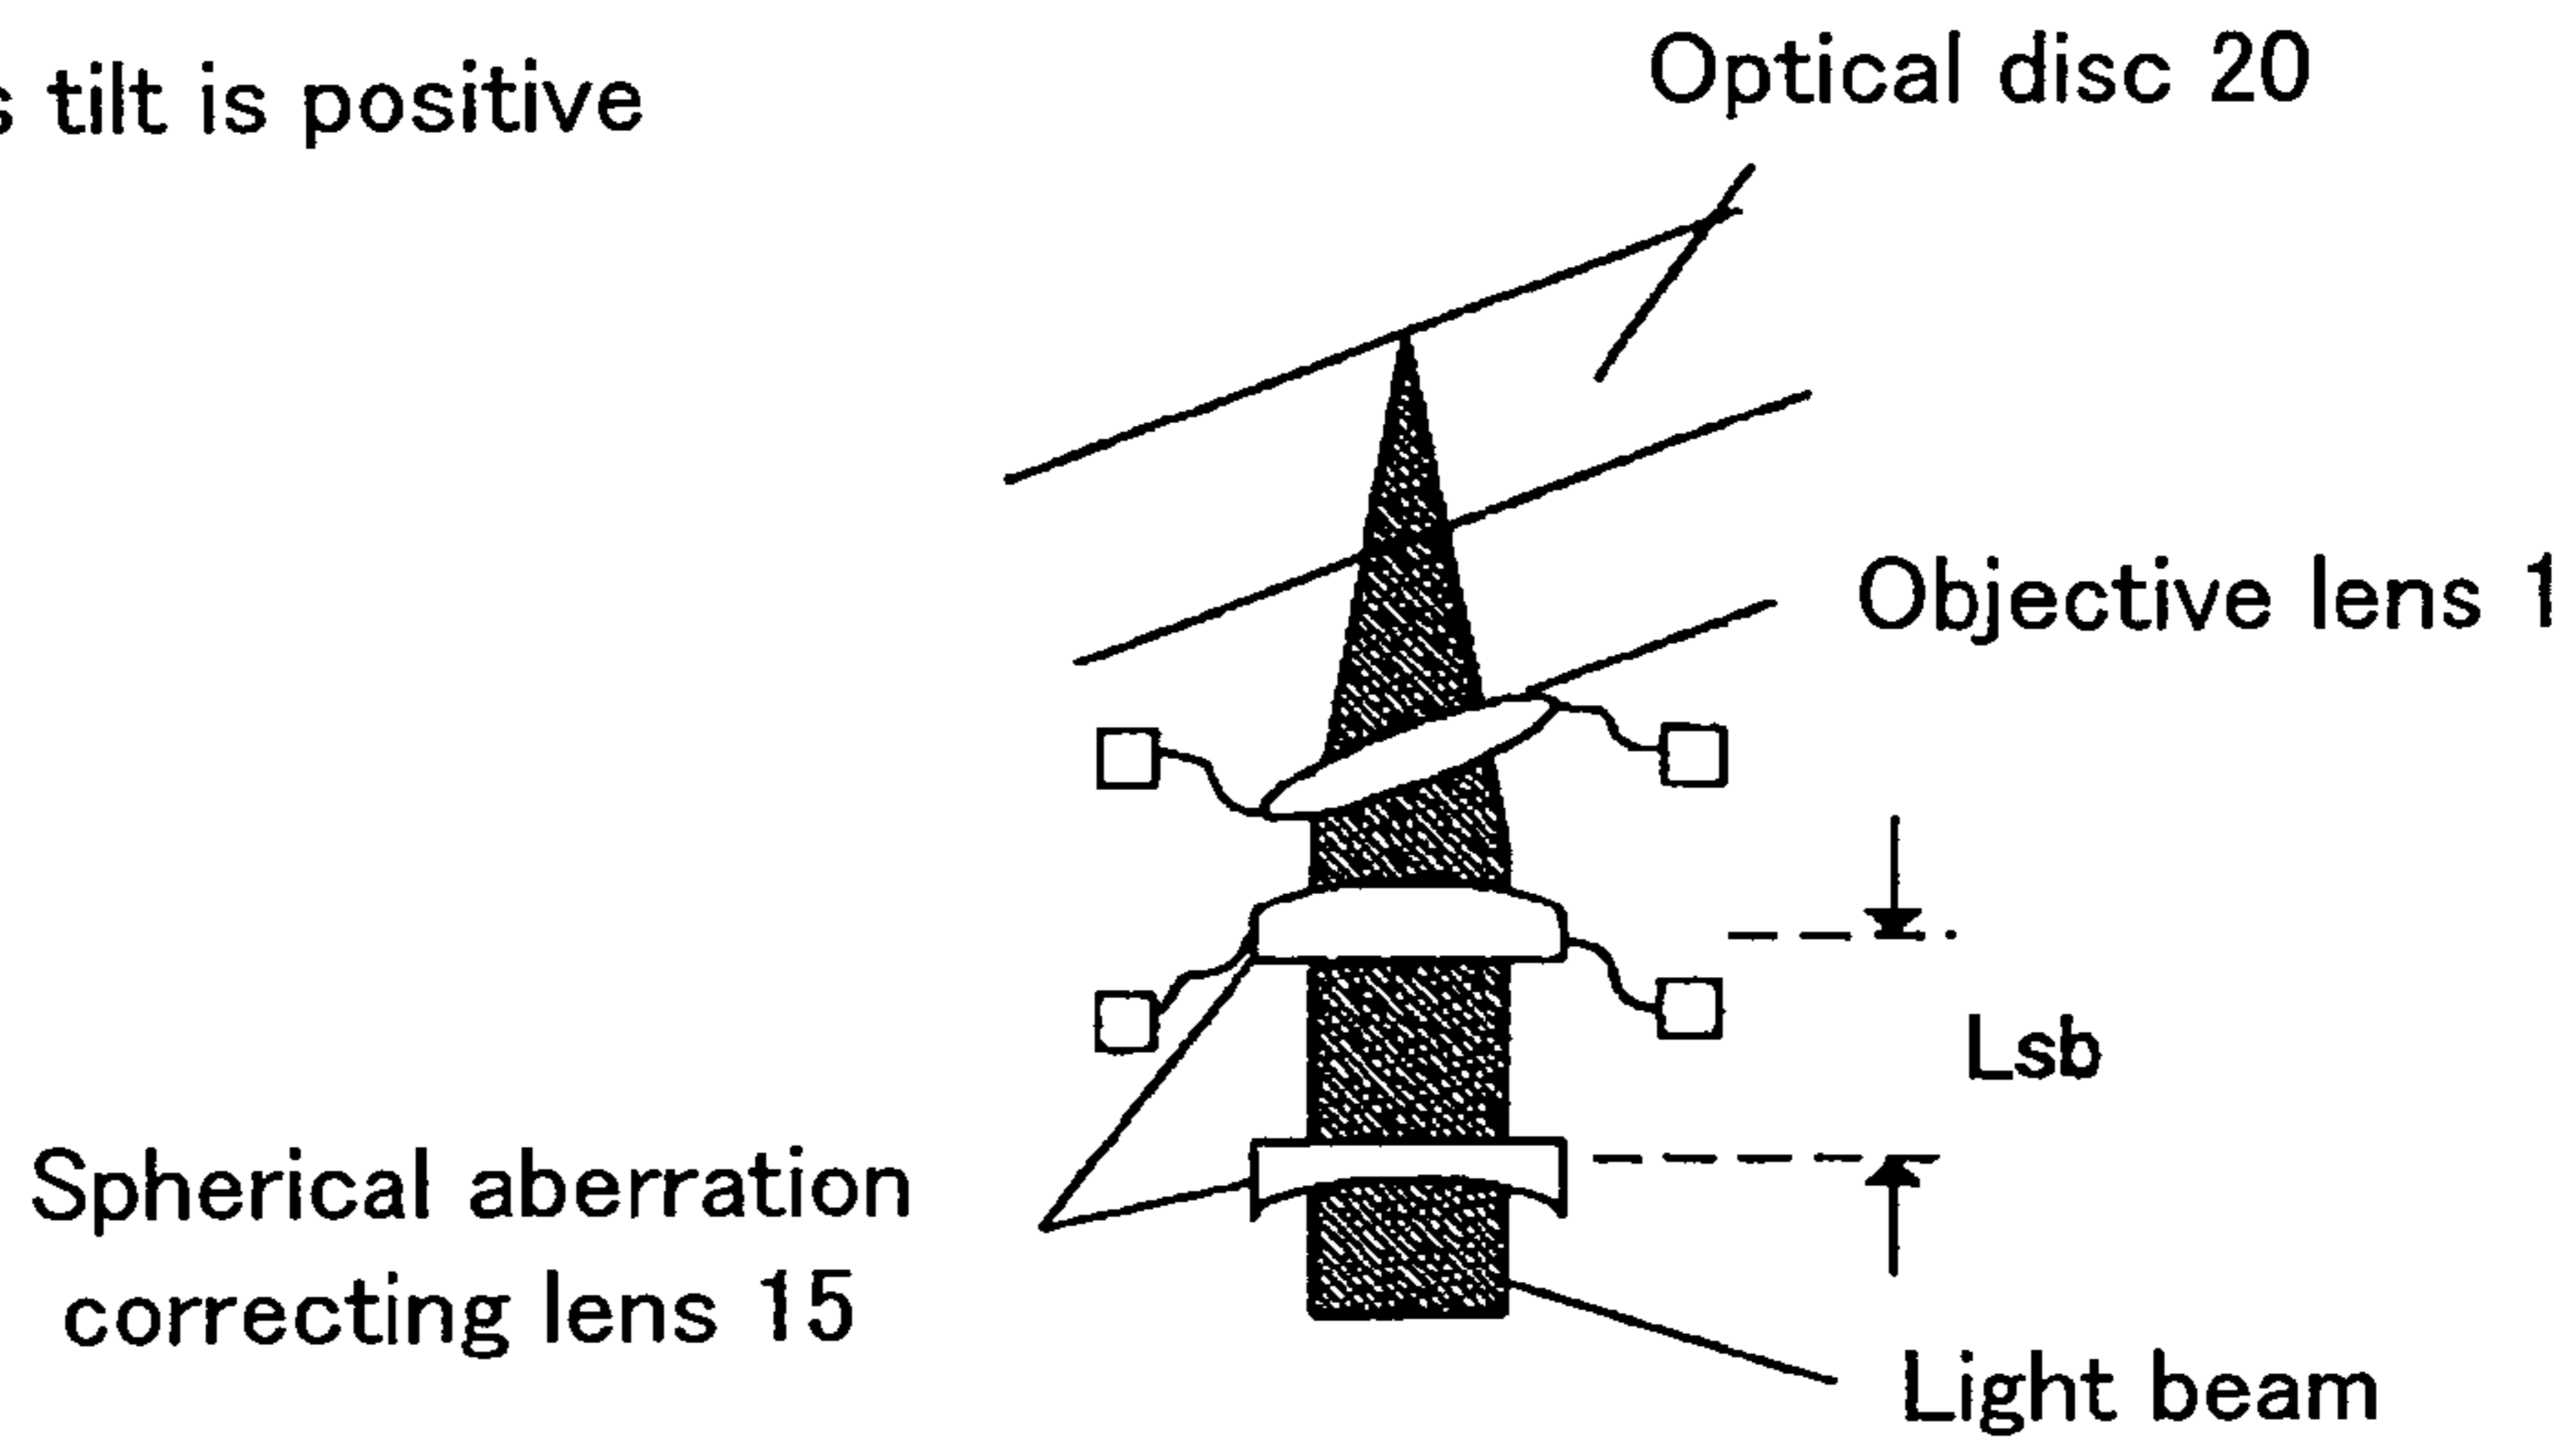 s tilt is positive
Optical disc 20
Objective lens 1
Lsb
Spherical aberration
correcting lens 15
Light beam